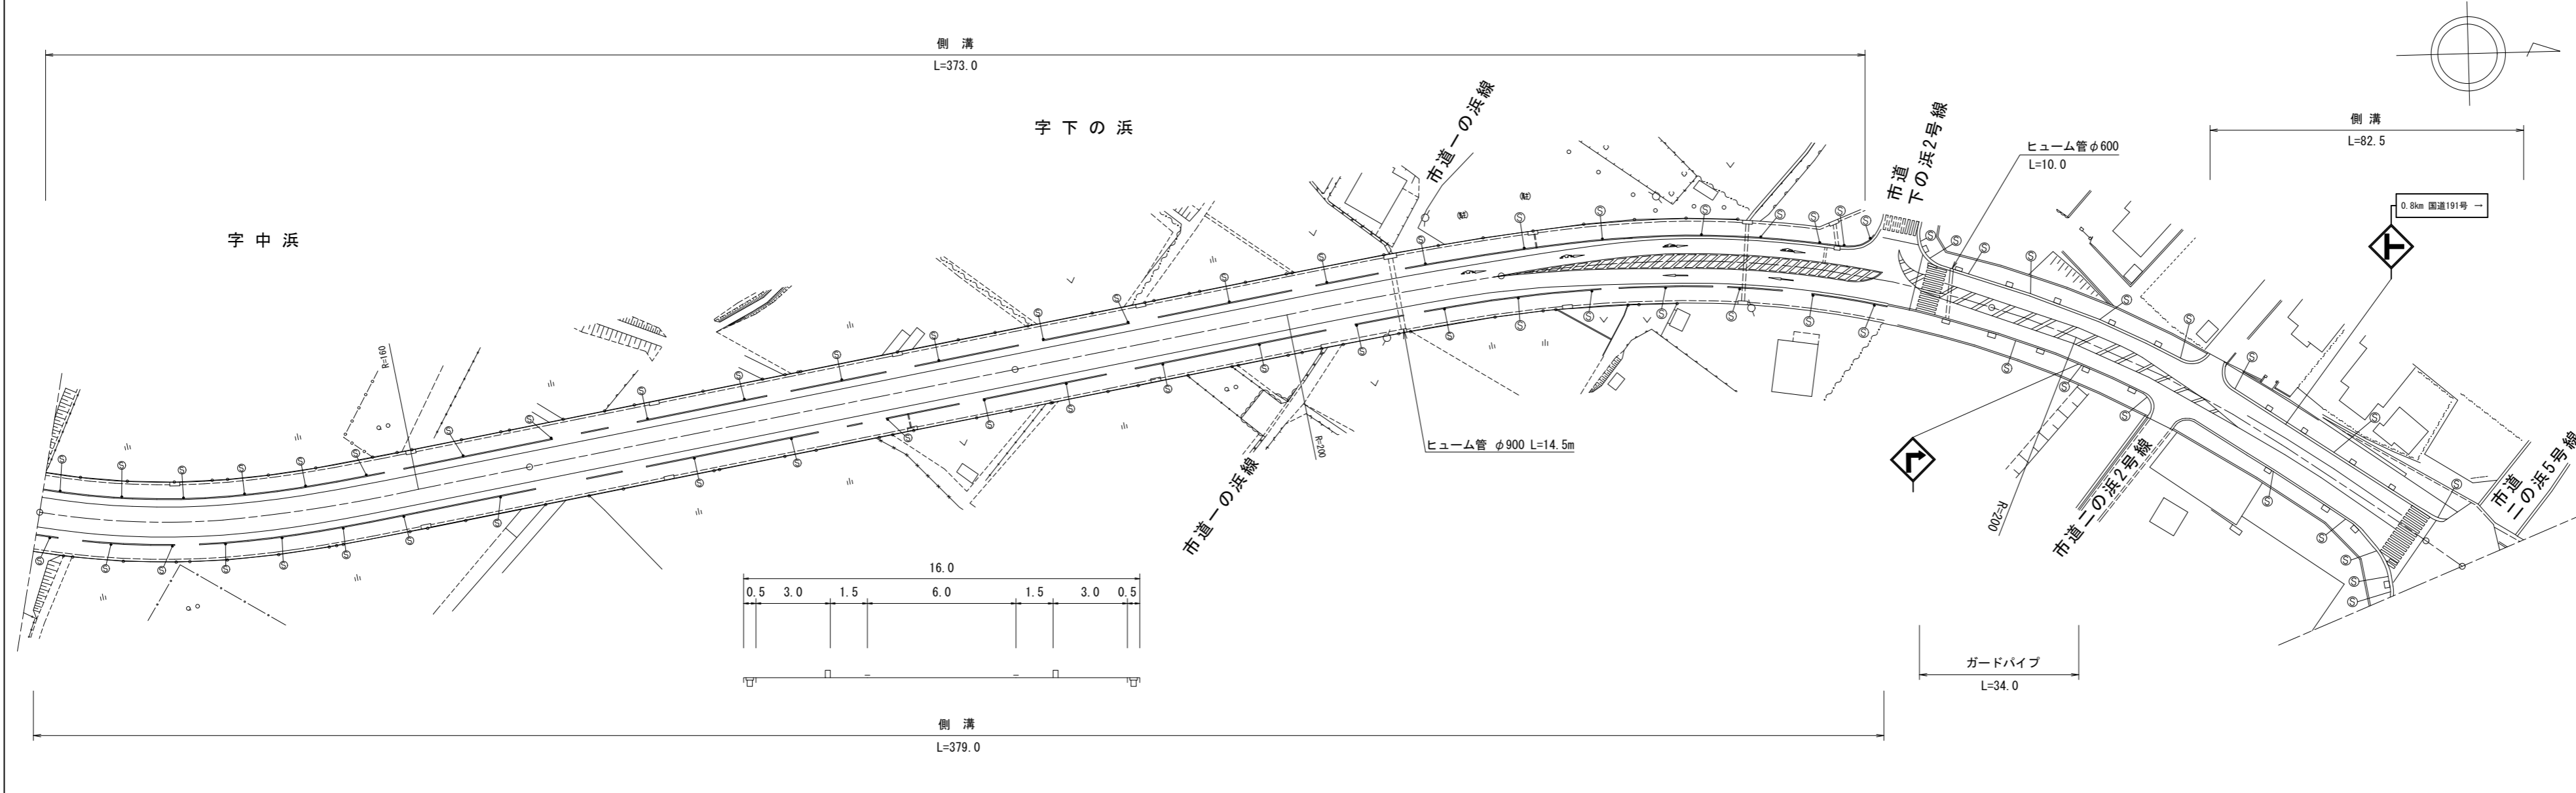 側 溝
L=373.0
字 下 の 浜
字 中 浜
市道一の浜線
市道
下の浜2号線
ヒューム管φ600
L=10.0
側 溝
L=82.5
0.8km 国道191号 →
R=160
R=200
ヒューム管 φ900 L=14.5m
市道一の浜線
R=200
市道二の浜2号線
市道
二の浜5号線
16.0
0.5 3.0 1.5 6.0 1.5 3.0 0.5
ガードパイプ
L=34.0
側 溝
L=379.0